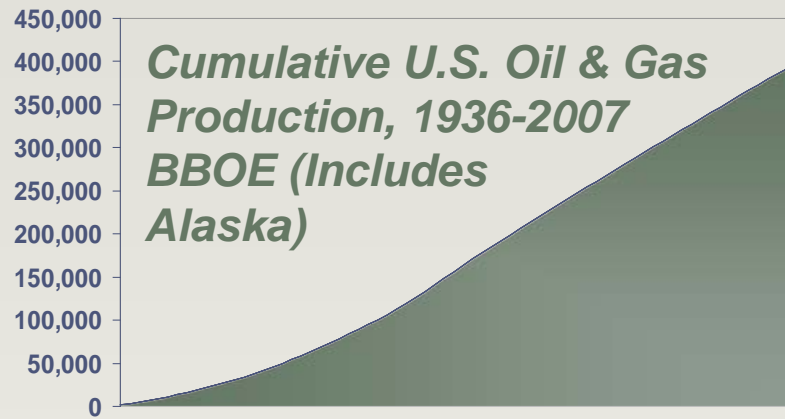 450,000
400,000
350,000
300,000
250,000
200,000
150,000
100,000
50,000
0
Cumulative U.S. Oil & Gas
Production, 1936-2007
BBOE (Includes
Alaska)